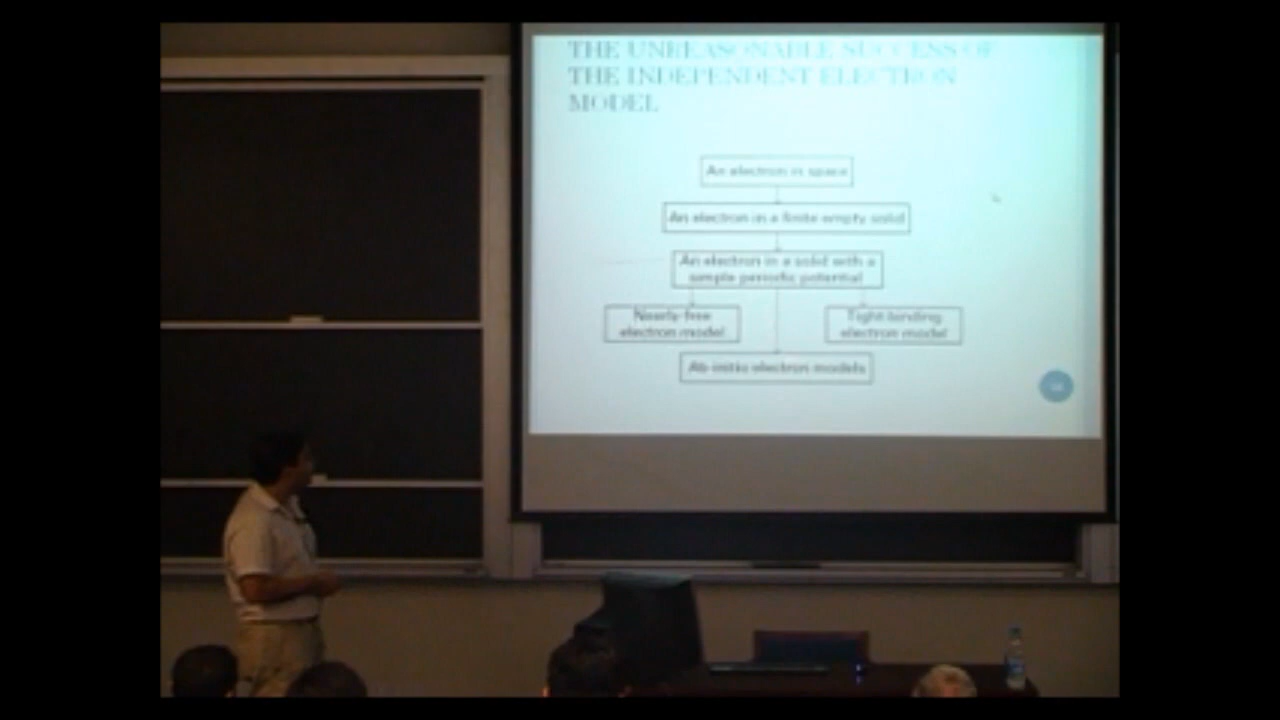 THE UNREASONABLE SUCCESS OF
THE INDEPENDENT ELECTRON
MODEL
An electron in space
An electron in a finite empty solid
An electron in a solid with a
simple periodic potential
Nearly-free
electron model
Tight-binding
electron model
Ab-initio electron models